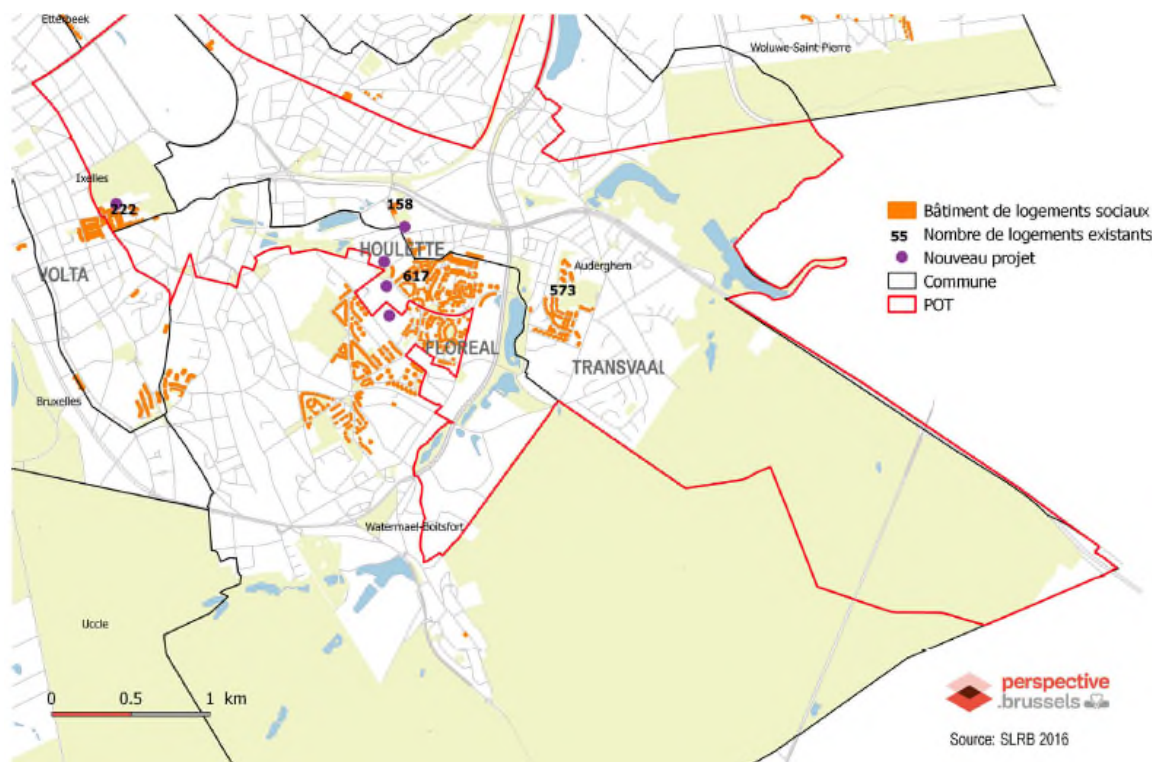 Etterbeek
Woluwe-Saint-Pierre
Ixelles
222
158
HOULETTE
VOLTA
617
Auderghem
573
FLOREAL
TRANSVAAL
Bruxelles
Watermael-Boitsfort
Uccle
Bâtiment de logements sociaux
55 Nombre de logements existants
Nouveau projet
Commune
POT
0 0.5 1 km
perspective
.brussels
Source: SLRB 2016